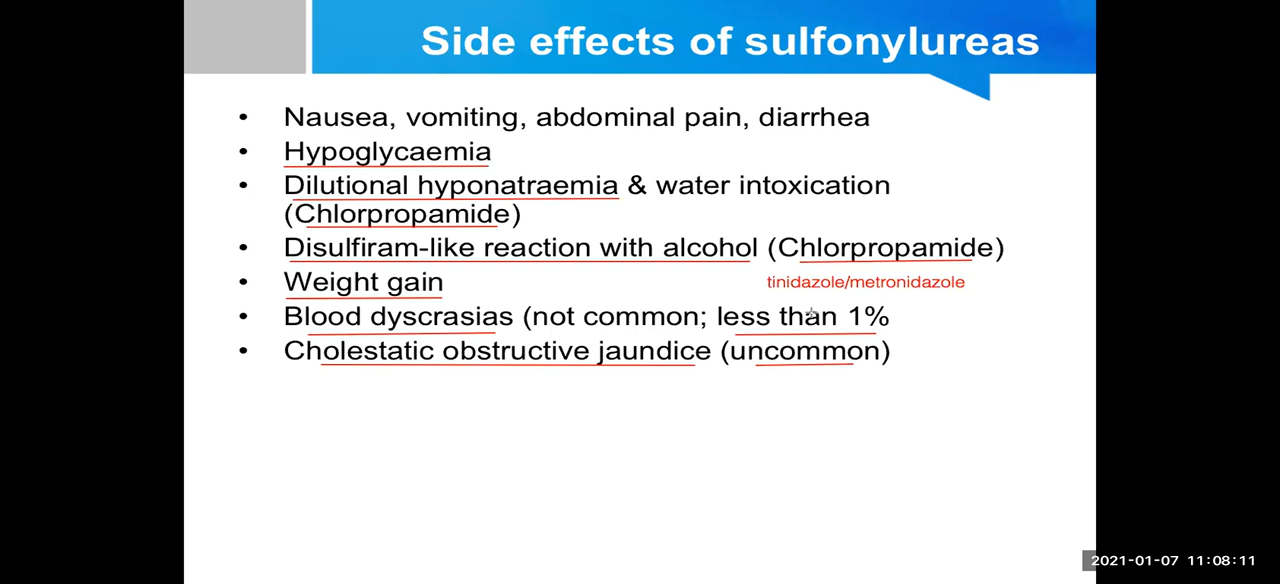 Side effects of sulfonylureas
• Nausea, vomiting, abdominal pain, diarrhea
• Hypoglycaemia
• Dilutional hyponatraemia & water intoxication
(Chlorpropamide)
• Disulfiram-like reaction with alcohol (Chlorpropamide)
• Weight gain
tinidazole/metronidazole
• Blood dyscrasias (not common; less than 1%
• Cholestatic obstructive jaundice (uncommon)
2021-01-07 11:08:11